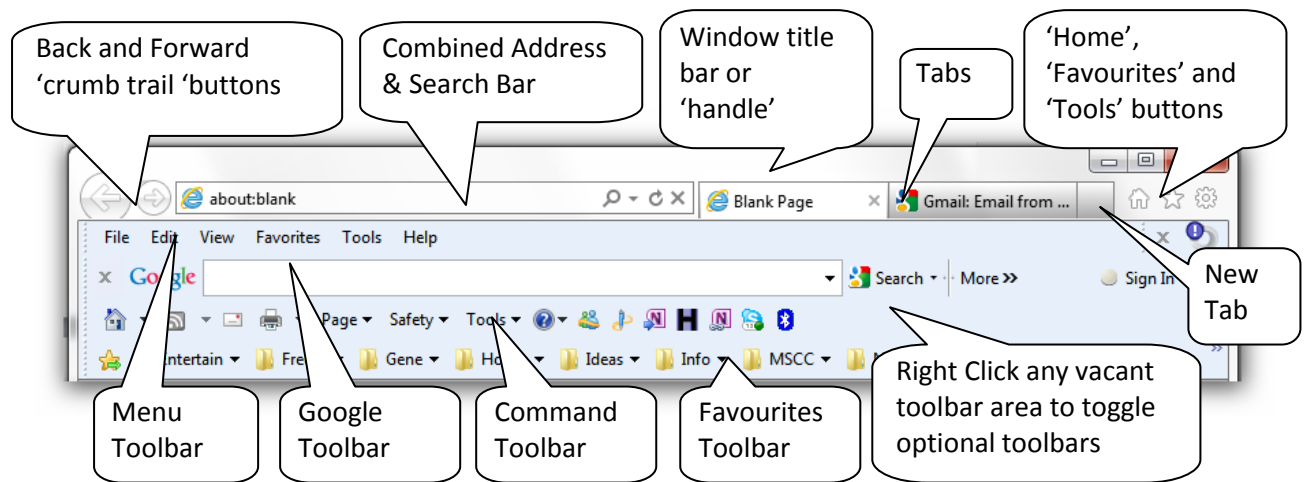 Back and Forward
‘crumb trail ‘buttons
Combined Address
& Search Bar
Window title
bar or
‘handle’
Tabs
‘Home’,
‘Favourites’ and
‘Tools’ buttons
about:blank
Blank Page
Gmail: Email from ...
File Edit View Favorites Tools Help
Google
Search
More
Sign In
New
Tab
Page Safety Tools
Gene
Ideas Info MSCC
Menu
Toolbar
Google
Toolbar
Command
Toolbar
Favourites
Toolbar
Right Click any vacant
toolbar area to toggle
optional toolbars